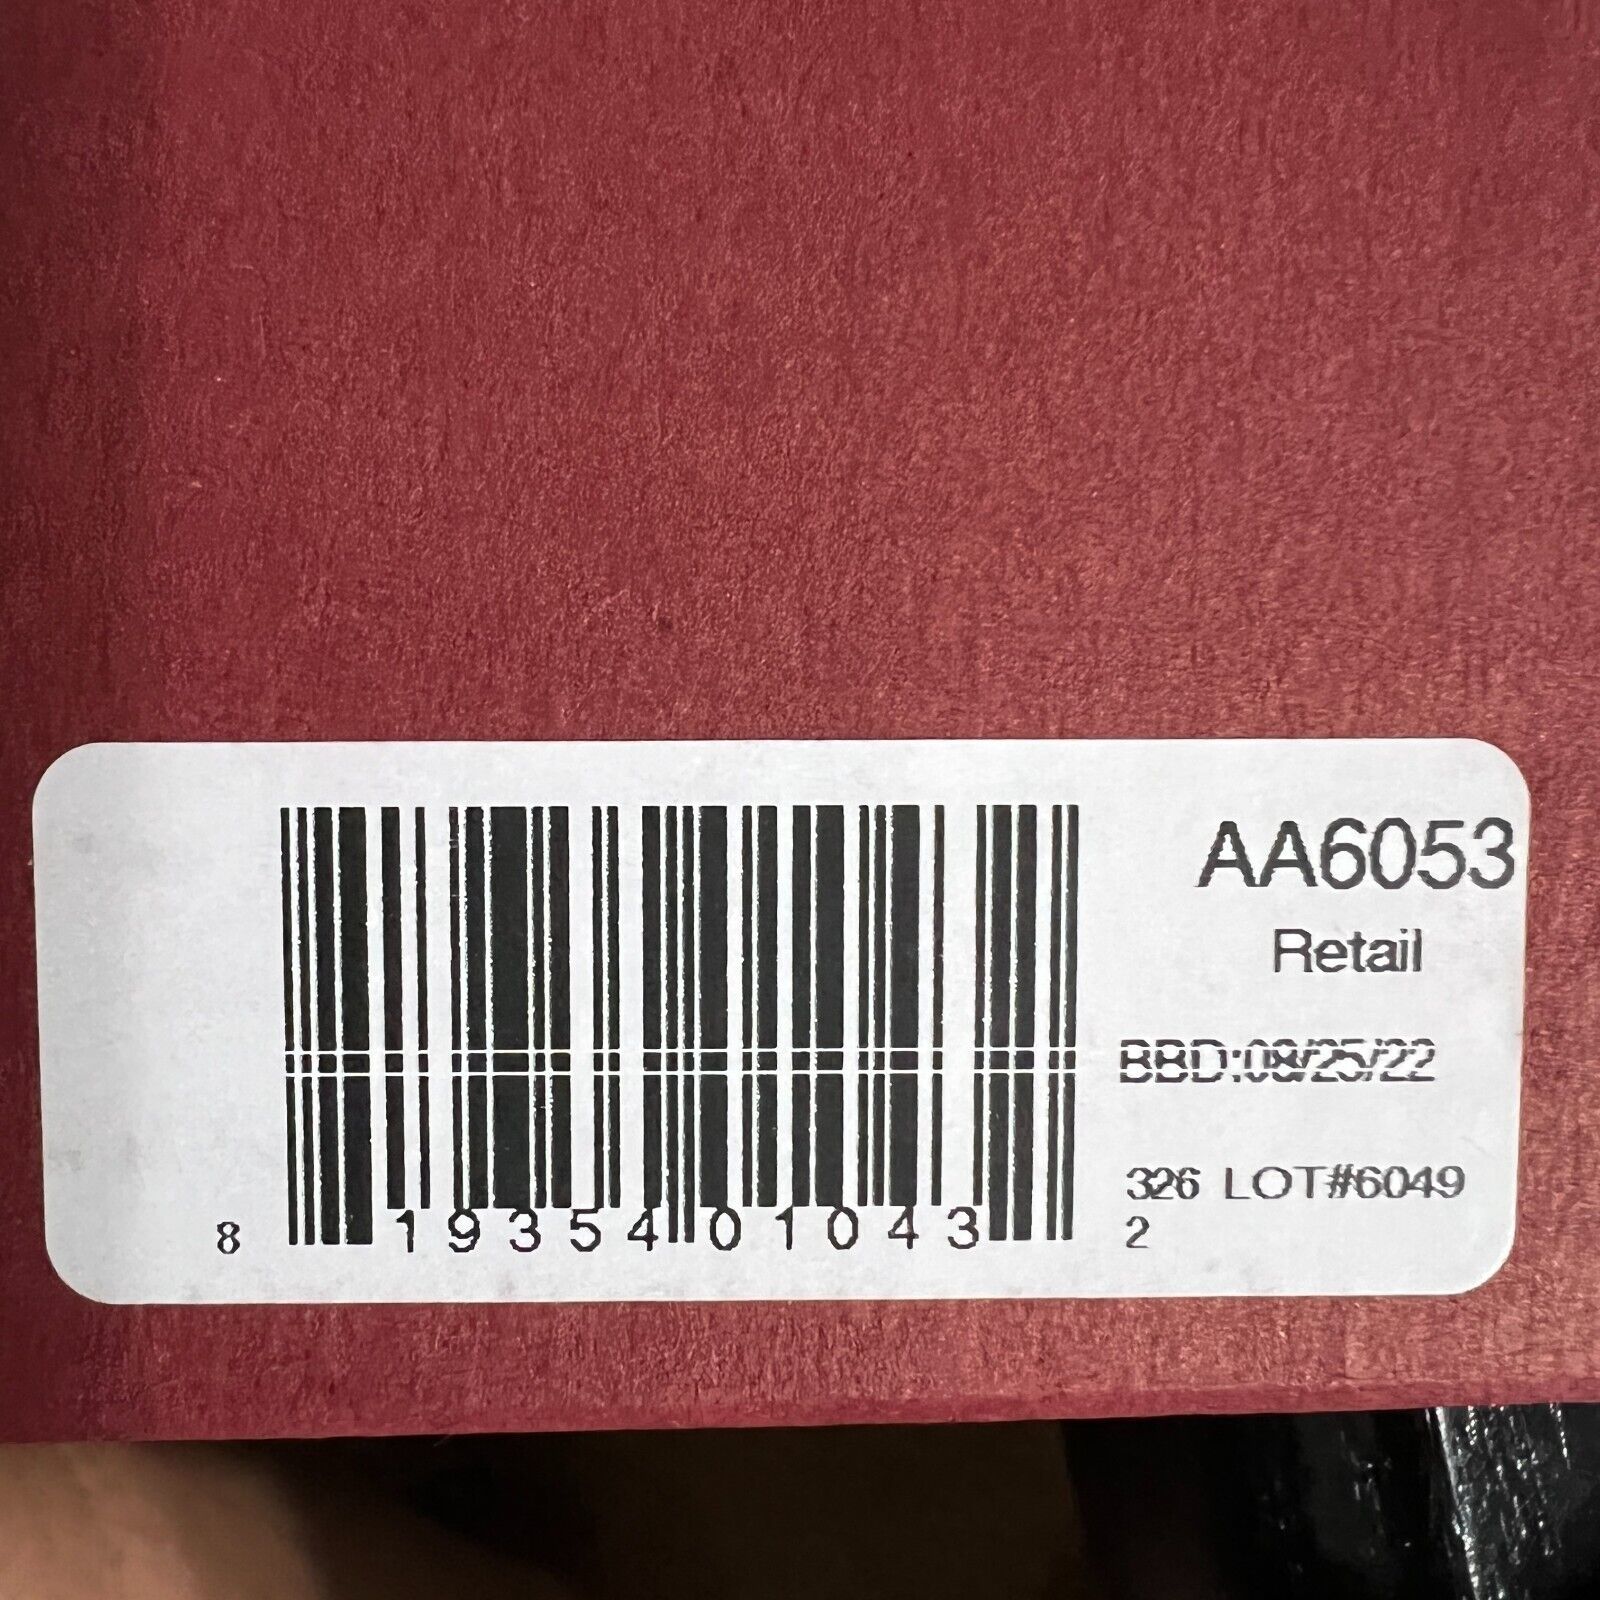 AA6053
Retail
BBD:08/25/22
326 LOT#6049
8 19354 01043 2